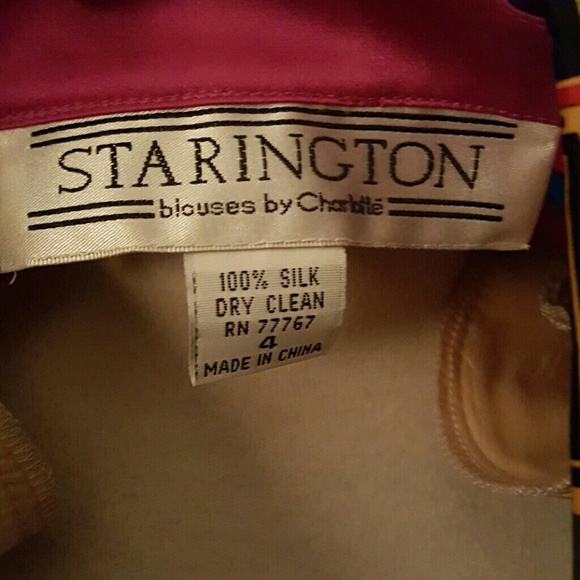 STARINGTON
blouses by Charlotte
100% SILK
DRY CLEAN
RN 77767
4
MADE IN CHINA